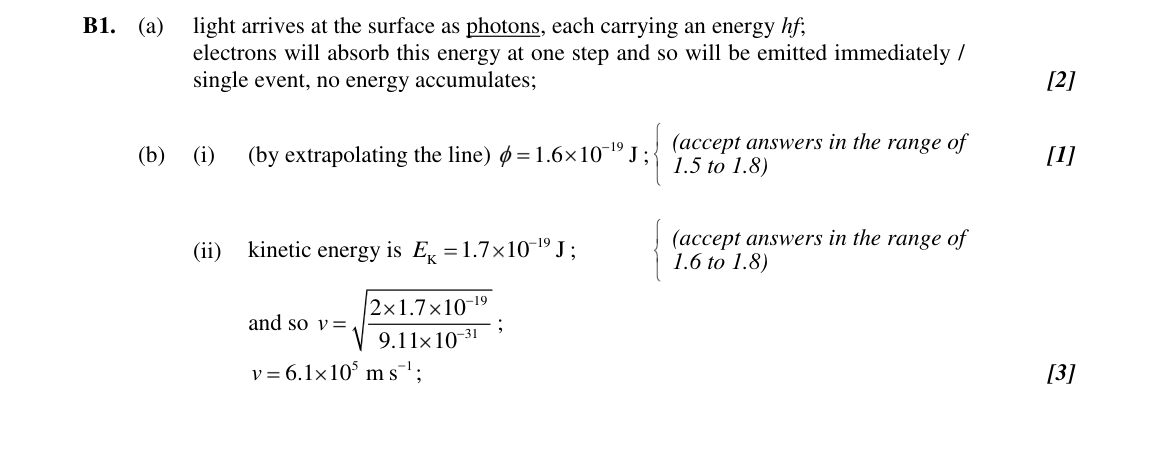 B1. (a) light arrives at the surface as photons, each carrying an energy hf;
electrons will absorb this energy at one step and so will be emitted immediately /
single event, no energy accumulates; [2]
(b) (i) (by extrapolating the line) ϕ = 1.6×10⁻¹⁹ J ; { (accept answers in the range of
1.5 to 1.8) [1]
(ii) kinetic energy is E_K = 1.7×10⁻¹⁹ J ; { (accept answers in the range of
1.6 to 1.8)
and so v = √(2×1.7×10⁻¹⁹ / 9.11×10⁻³¹) ;
v = 6.1×10⁵ m s⁻¹ ; [3]